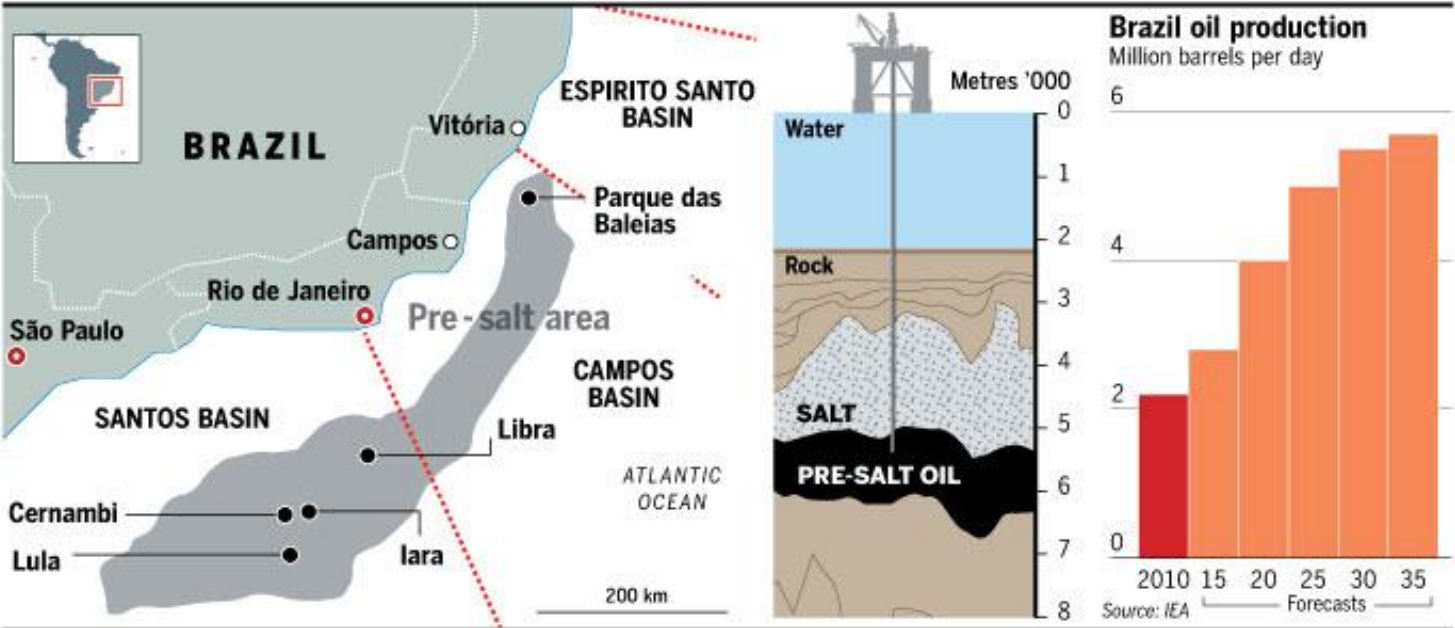 BRAZIL
Vitória
Campos
Rio de Janeiro
São Paulo
ESPIRITO SANTO
BASIN
Parque das
Baleias
Pre-salt area
CAMPOS
BASIN
SANTOS BASIN
Libra
ATLANTIC
OCEAN
Cernambi
Lula
Iara
200 km
Metres '000
0
1
2
3
4
5
6
7
8
Water
Rock
SALT
PRE-SALT OIL
Brazil oil production
Million barrels per day
6
4
2
0
2010 15 20 25 30 35
Source: IEA
Forecasts